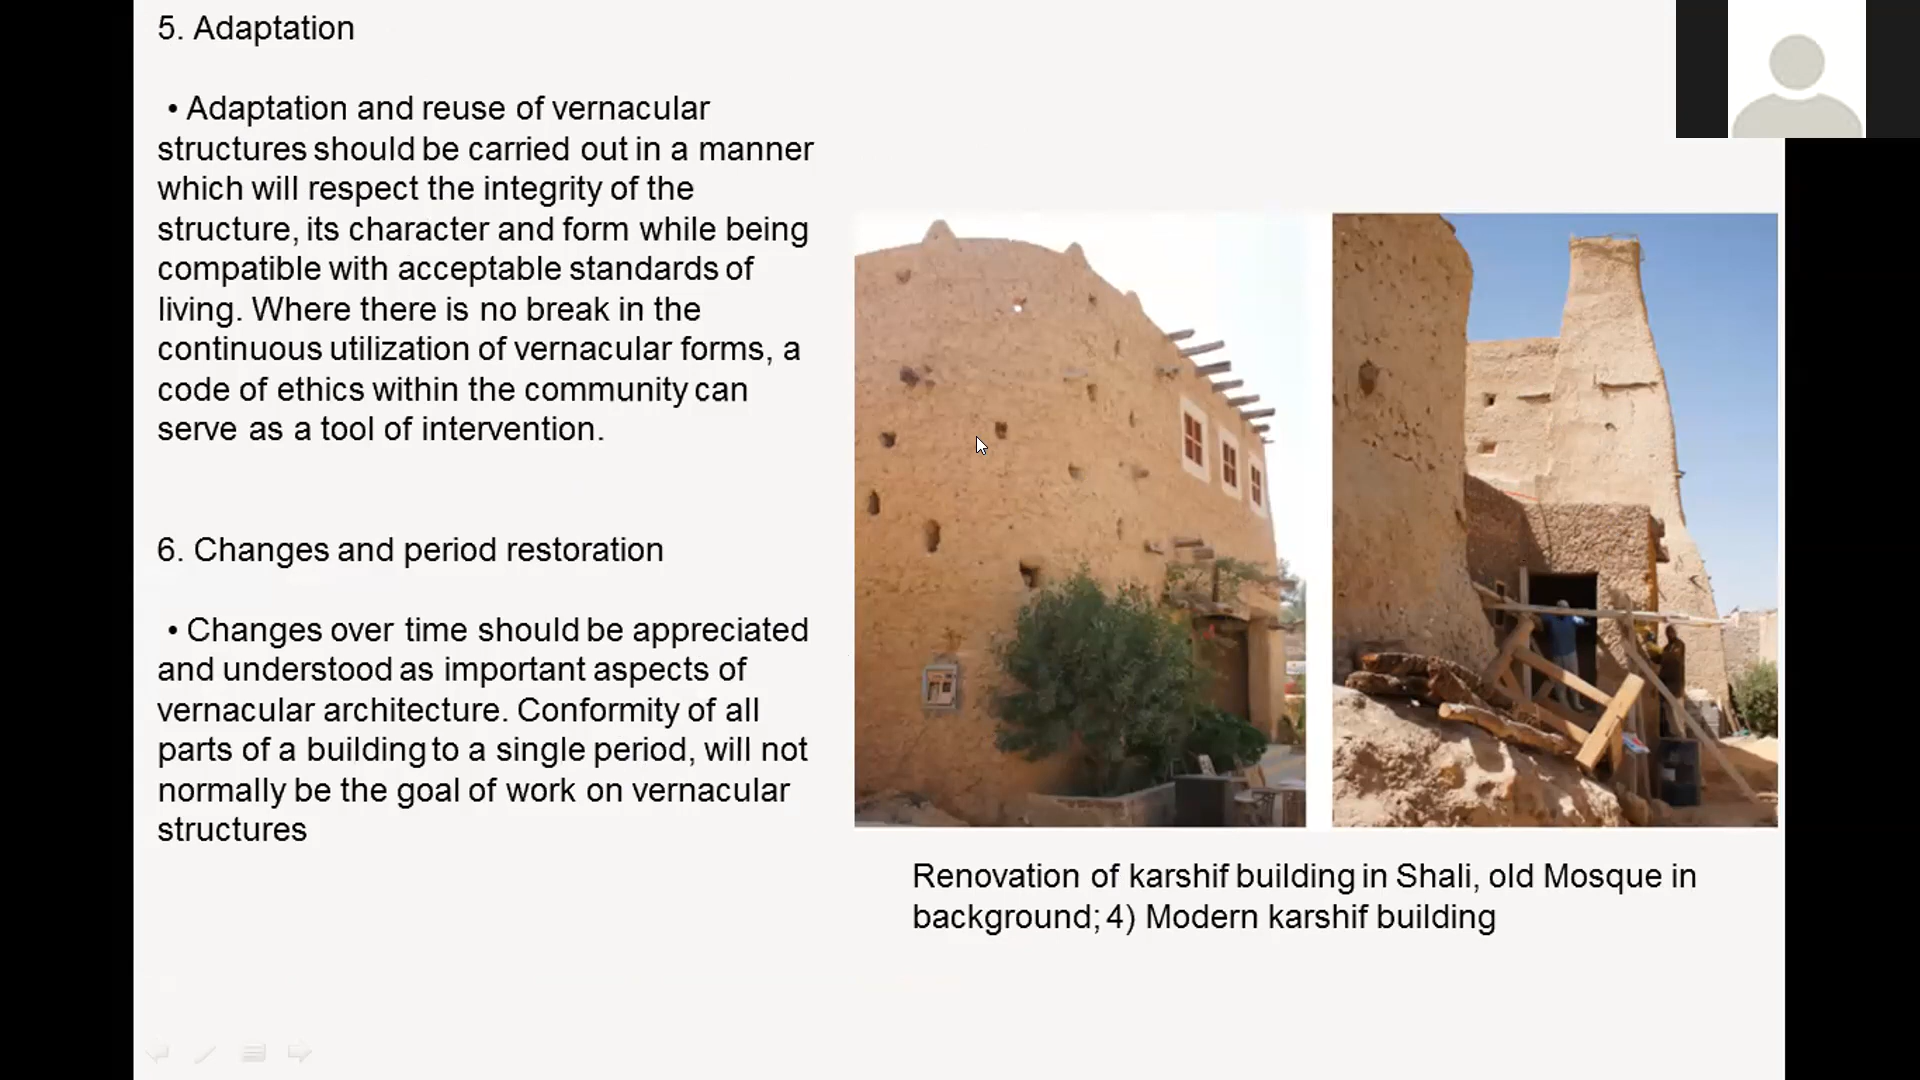 5. Adaptation
• Adaptation and reuse of vernacular
structures should be carried out in a manner
which will respect the integrity of the
structure, its character and form while being
compatible with acceptable standards of
living. Where there is no break in the
continuous utilization of vernacular forms, a
code of ethics within the community can
serve as a tool of intervention.
6. Changes and period restoration
• Changes over time should be appreciated
and understood as important aspects of
vernacular architecture. Conformity of all
parts of a building to a single period, will not
normally be the goal of work on vernacular
structures
Renovation of karshif building in Shali, old Mosque in
background; 4) Modern karshif building